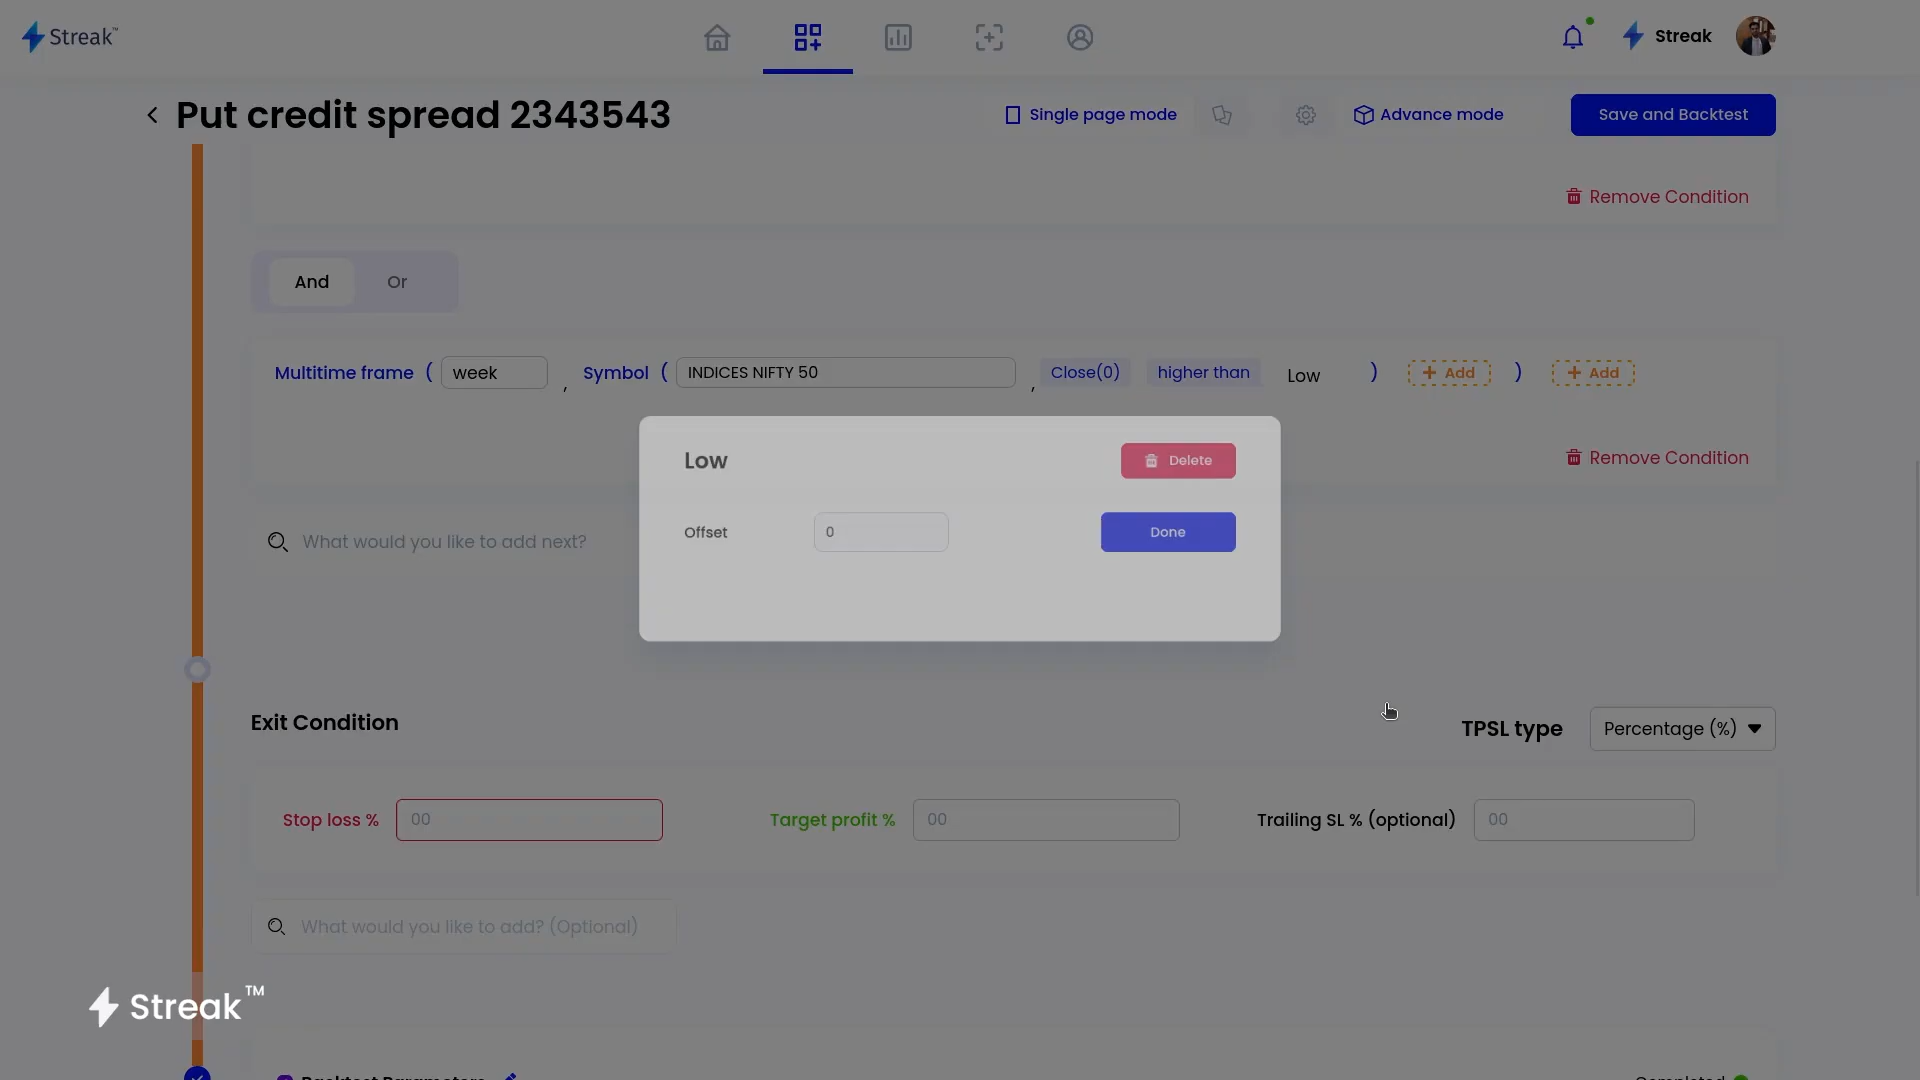 Streak™
Streak
Put credit spread 2343543
Single page mode
Advance mode
Save and Backtest
Remove Condition
And
Or
Multitime frame ( week , Symbol ( INDICES NIFTY 50 , Close(0) higher than Low ) + Add ) + Add
Low
Delete
Remove Condition
Offset
0
Done
What would you like to add next?
Exit Condition
TPSL type
Percentage (%)
Stop loss %
00
Target profit %
00
Trailing SL % (optional)
00
What would you like to add? (Optional)
Streak™
Backtest Parameters
Completed